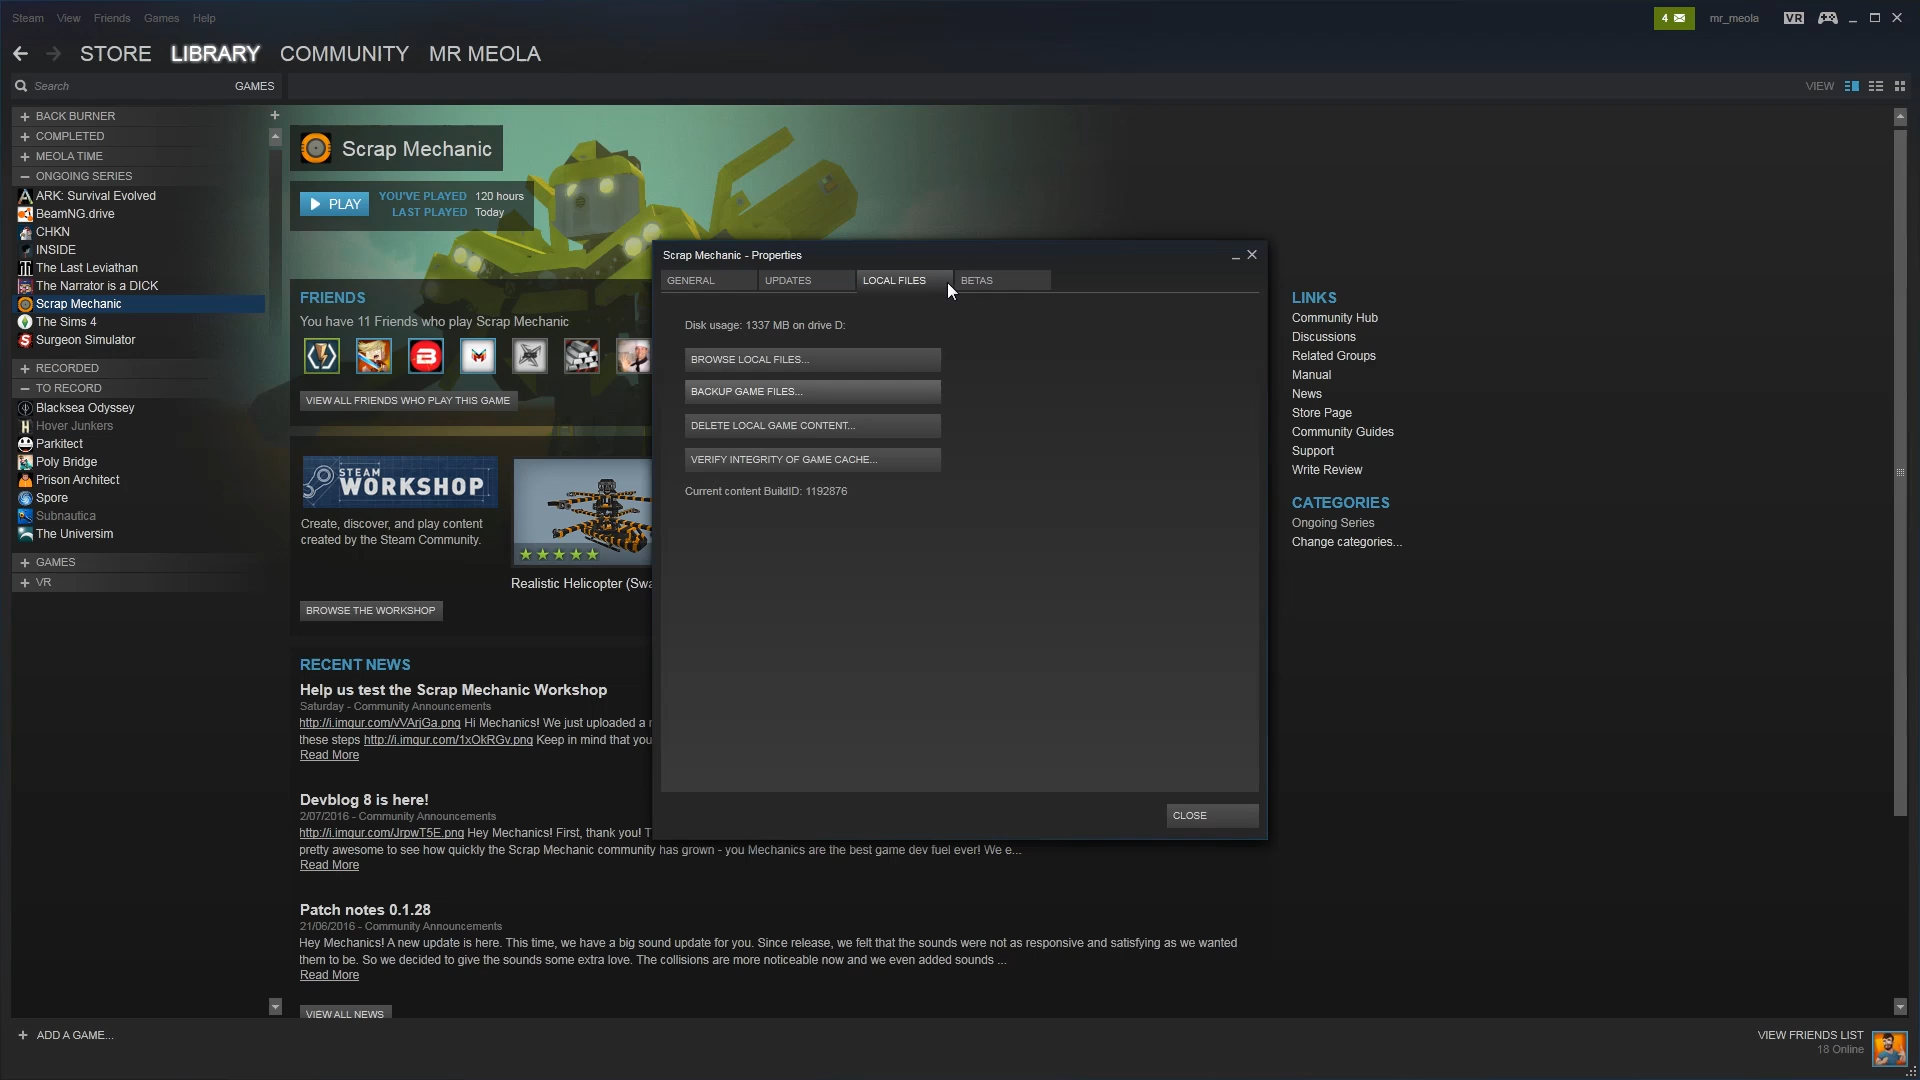 Steam View Friends Games Help
4 mr_meola VR
STORE LIBRARY COMMUNITY MR MEOLA
Search GAMES
VIEW
+ BACK BURNER +
+ COMPLETED
+ MEOLA TIME
− ONGOING SERIES
ARK: Survival Evolved
BeamNG.drive
CHKN
INSIDE
The Last Leviathan
The Narrator is a DICK
Scrap Mechanic
The Sims 4
Surgeon Simulator
+ RECORDED
− TO RECORD
Blacksea Odyssey
Hover Junkers
Parkitect
Poly Bridge
Prison Architect
Spore
Subnautica
The Universim
+ GAMES
+ VR
Scrap Mechanic
PLAY
YOU'VE PLAYED 120 hours
LAST PLAYED Today
FRIENDS
You have 11 Friends who play Scrap Mechanic
VIEW ALL FRIENDS WHO PLAY THIS GAME
STEAM
WORKSHOP
Create, discover, and play content
created by the Steam Community.
Realistic Helicopter (Swa
BROWSE THE WORKSHOP
RECENT NEWS
Help us test the Scrap Mechanic Workshop
Saturday - Community Announcements
http://i.imgur.com/vVArjGa.png Hi Mechanics! We just uploaded a
these steps http://i.imgur.com/1xOkRGv.png Keep in mind that you
Read More
Devblog 8 is here!
2/07/2016 - Community Announcements
http://i.imgur.com/JrpwT5E.png Hey Mechanics! First, thank you! T
pretty awesome to see how quickly the Scrap Mechanic community has grown - you Mechanics are the best game dev fuel ever! We e...
Read More
Patch notes 0.1.28
21/06/2016 - Community Announcements
Hey Mechanics! A new update is here. This time, we have a big sound update for you. Since release, we felt that the sounds were not as responsive and satisfying as we wanted
them to be. So we decided to give the sounds some extra love. The collisions are more noticeable now and we even added sounds ...
Read More
VIEW ALL NEWS
Scrap Mechanic - Properties
GENERAL UPDATES LOCAL FILES BETAS
Disk usage: 1337 MB on drive D:
BROWSE LOCAL FILES...
BACKUP GAME FILES...
DELETE LOCAL GAME CONTENT...
VERIFY INTEGRITY OF GAME CACHE...
Current content BuildID: 1192876
CLOSE
LINKS
Community Hub
Discussions
Related Groups
Manual
News
Store Page
Community Guides
Support
Write Review
CATEGORIES
Ongoing Series
Change categories...
+ ADD A GAME...
VIEW FRIENDS LIST
18 Online